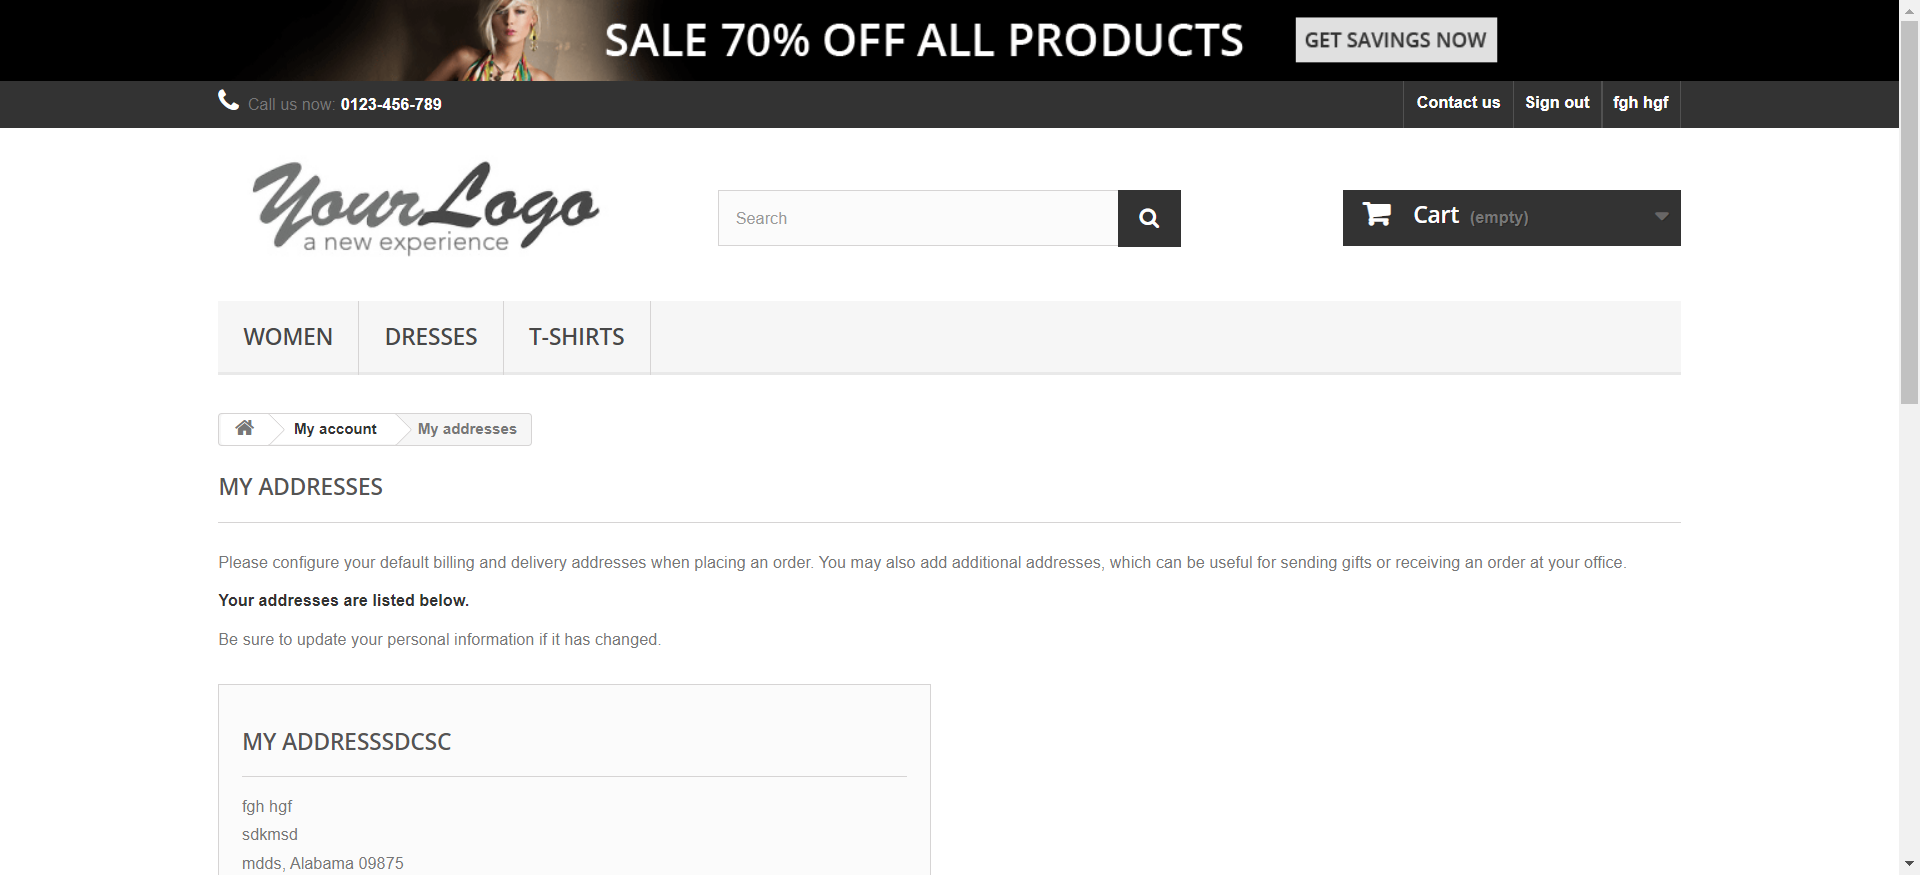 SALE 70% OFF ALL PRODUCTS
GET SAVINGS NOW
Call us now: 0123-456-789
Contact us
Sign out
fgh hgf
YourLogo
a new experience
Search
Cart (empty)
WOMEN
DRESSES
T-SHIRTS
My account
My addresses
MY ADDRESSES
Please configure your default billing and delivery addresses when placing an order. You may also add additional addresses, which can be useful for sending gifts or receiving an order at your office.
Your addresses are listed below.
Be sure to update your personal information if it has changed.
MY ADDRESSSDCSC
fgh hgf
sdkmsd
mdds, Alabama 09875